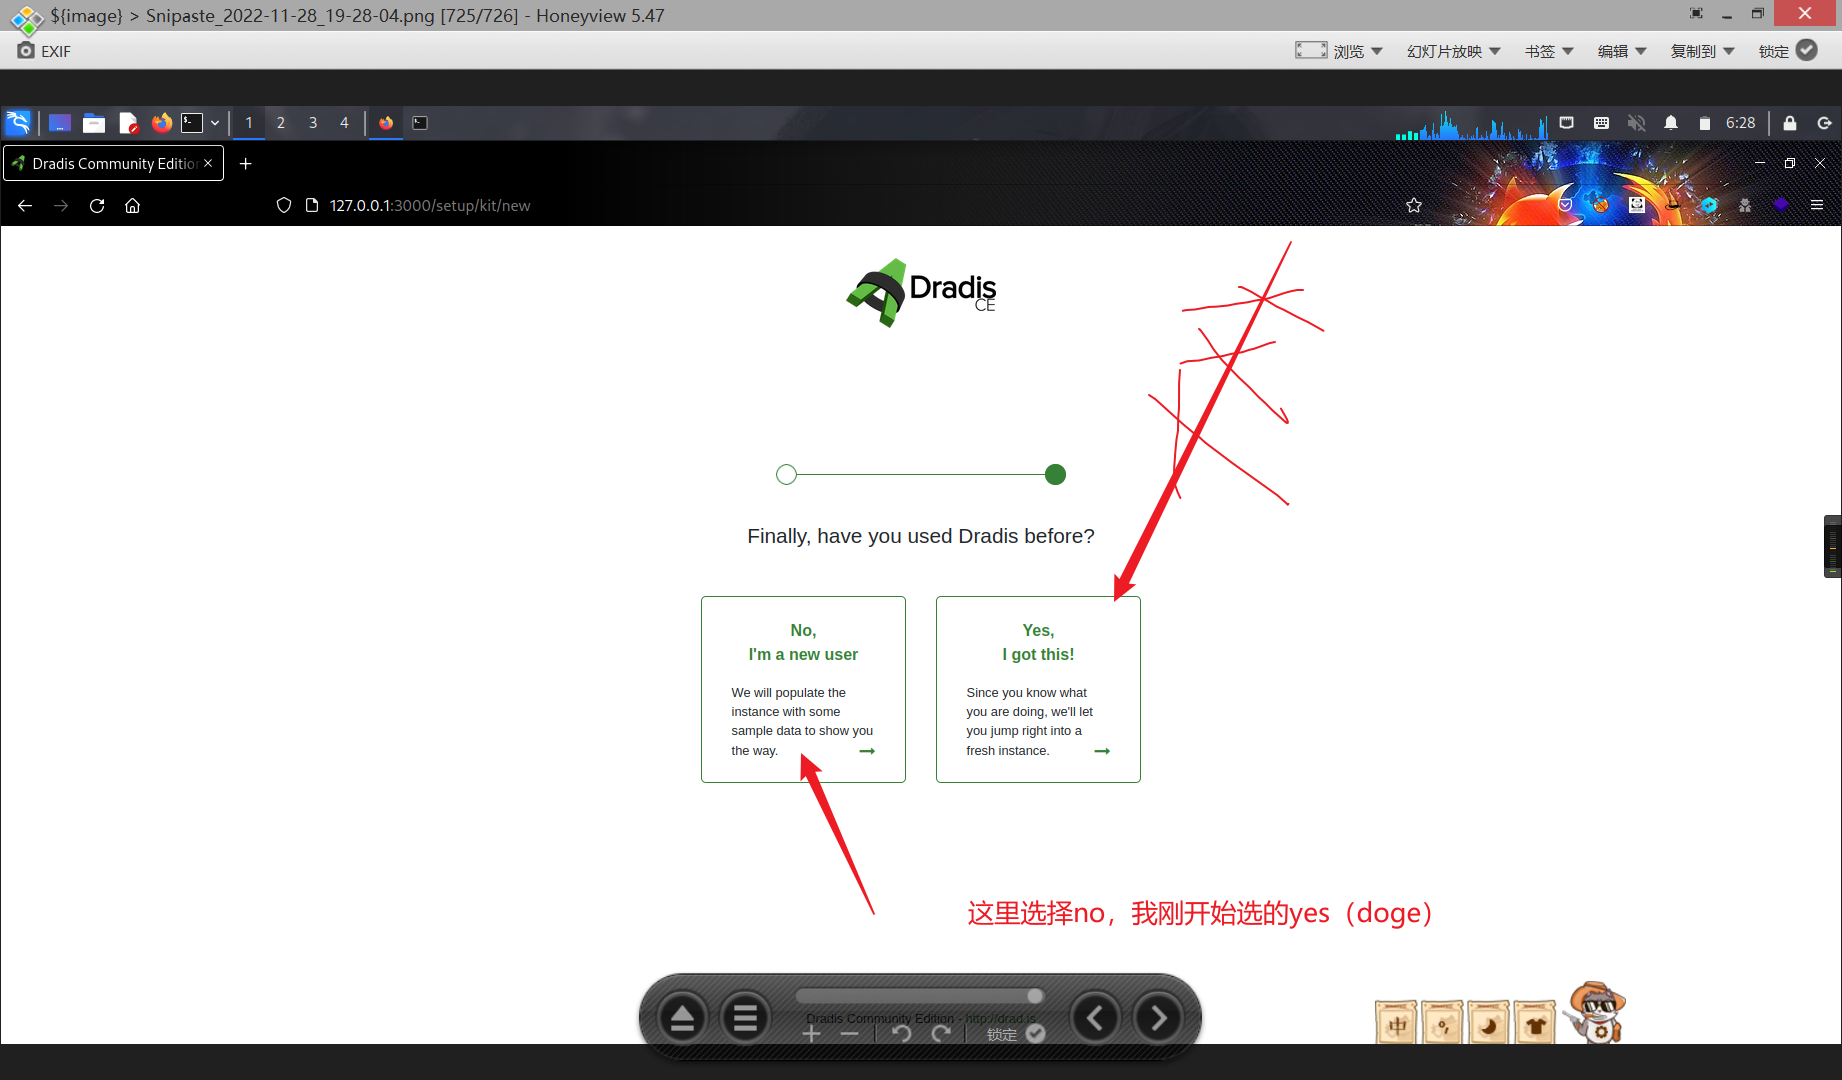 ${image} > Snipaste_2022-11-28_19-28-04.png [725/726] - Honeyview 5.47
EXIF
浏览
幻灯片放映
书签
编辑
复制到
锁定
1 2 3 4
6:28
Dradis Community Editio
127.0.0.1:3000/setup/kit/new
Dradis
CE
Finally, have you used Dradis before?
No,
I'm a new user
We will populate the
instance with some
sample data to show you
the way.
Yes,
I got this!
Since you know what
you are doing, we'll let
you jump right into a
fresh instance.
这里选择no，我刚开始选的yes（doge）
Dradis Community Edition - http://drad.is
锁定
中